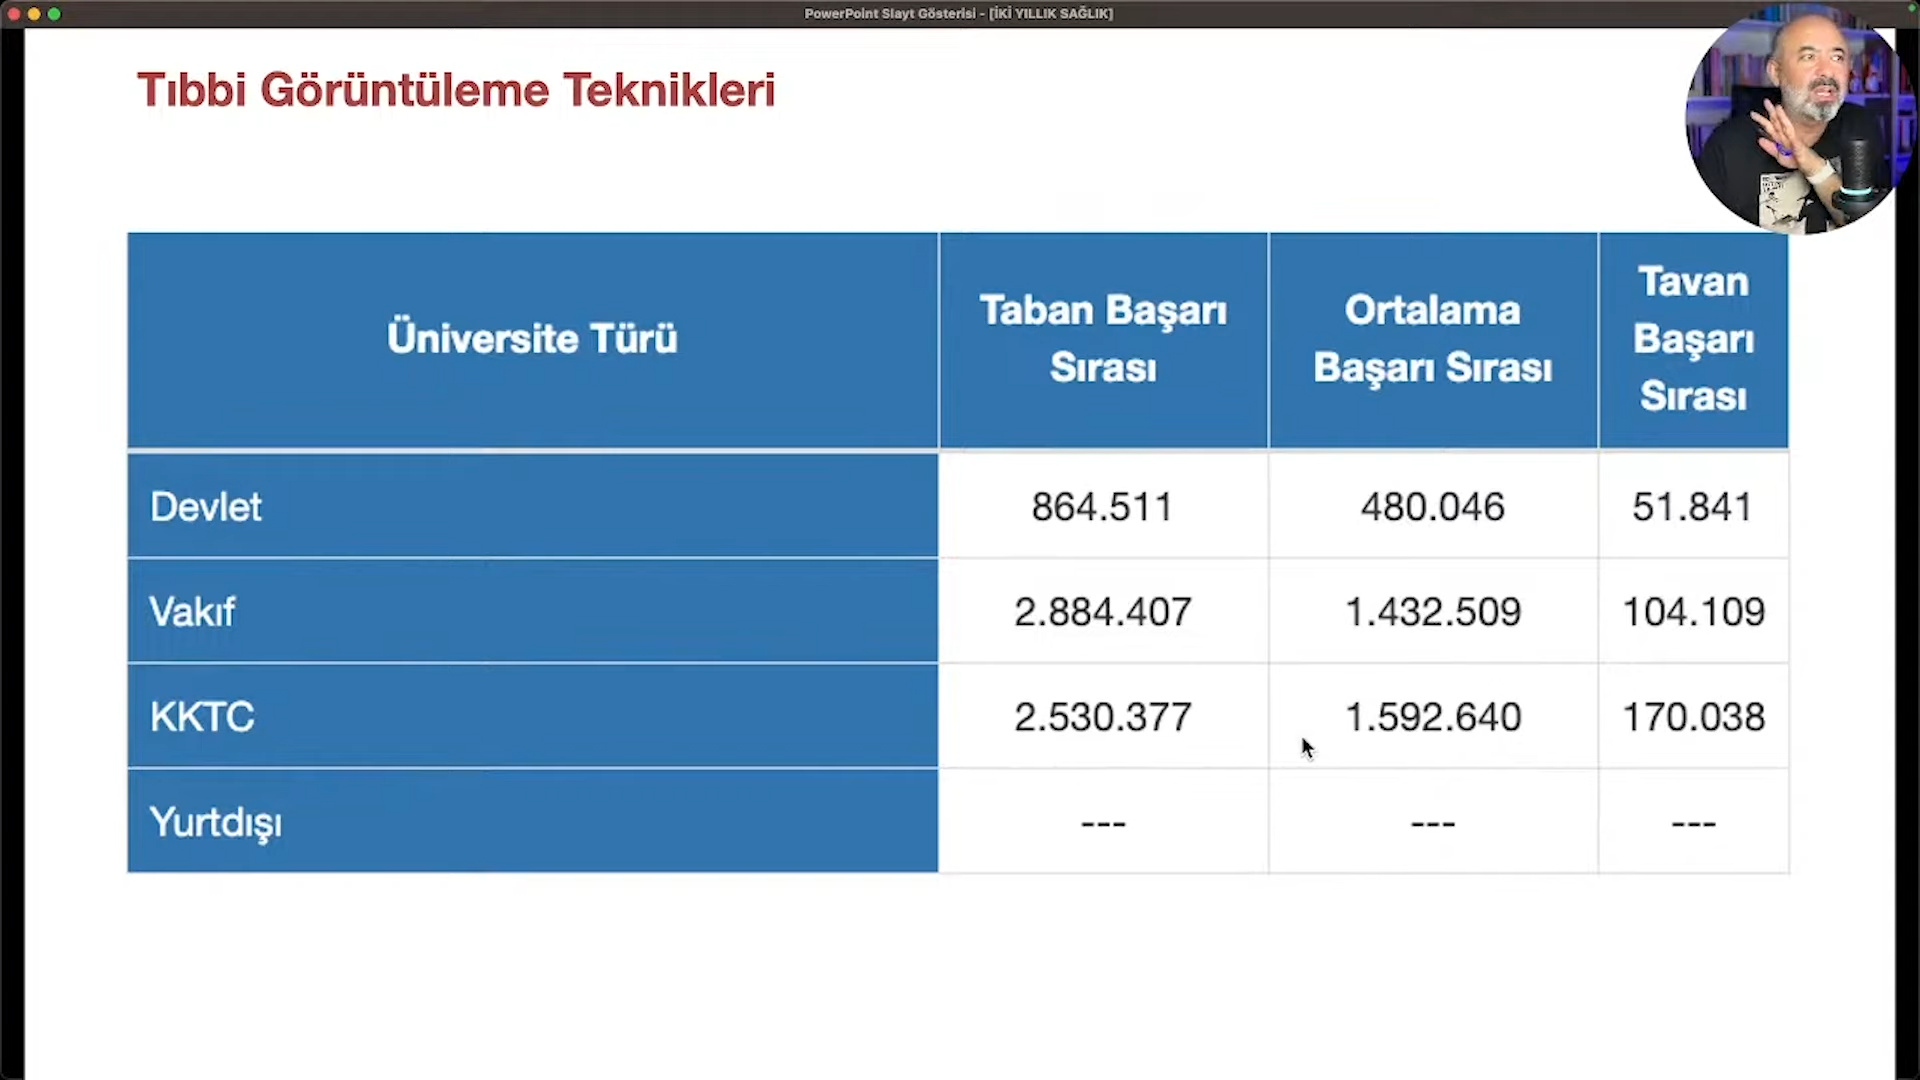 PowerPoint Slayt Gösterisi - [İKİ YILLIK SAĞLIK]
Tıbbi Görüntüleme Teknikleri
Üniversite Türü
Taban Başarı
Sırası
Ortalama
Başarı Sırası
Tavan
Başarı
Sırası
Devlet 864.511 480.046 51.841
Vakıf 2.884.407 1.432.509 104.109
KKTC 2.530.377 1.592.640 170.038
Yurtdışı --- --- ---